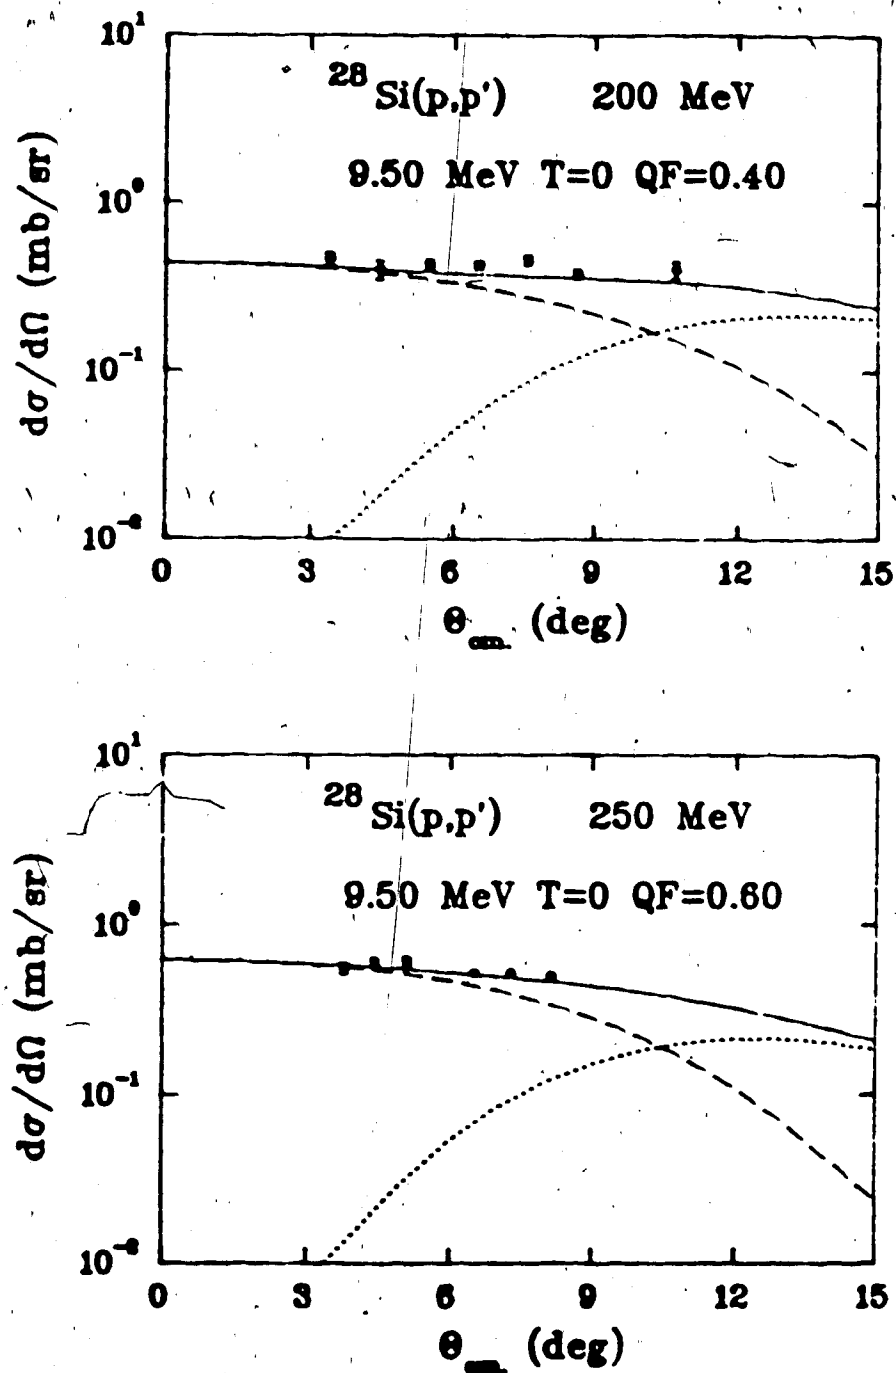 10¹
²⁸Si(p,p') 200 MeV
9.50 MeV T=0 QF=0.40
10⁰
10⁻¹
10⁻²
dσ/dΩ (mb/sr)
0 3 6 9 12 15
Θcm. (deg)
10¹
²⁸Si(p,p') 250 MeV
9.50 MeV T=0 QF=0.60
10⁰
10⁻¹
10⁻²
dσ/dΩ (mb/sr)
0 3 6 9 12 15
Θcm. (deg)